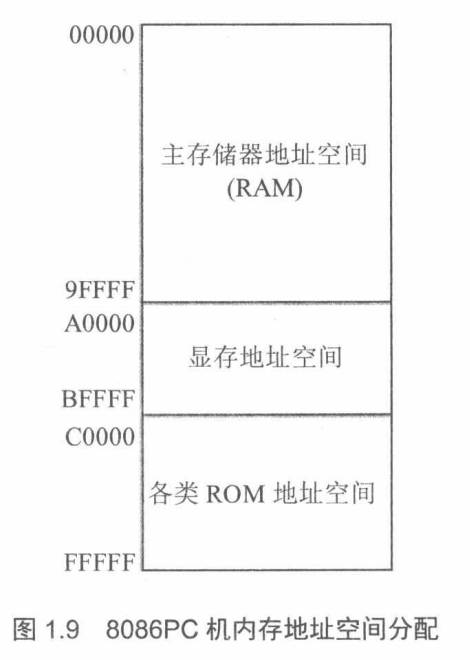 00000
主存储器地址空间
(RAM)
9FFFF
A0000
显存地址空间
BFFFF
C0000
各类 ROM 地址空间
FFFFF
图 1.9 8086PC 机内存地址空间分配